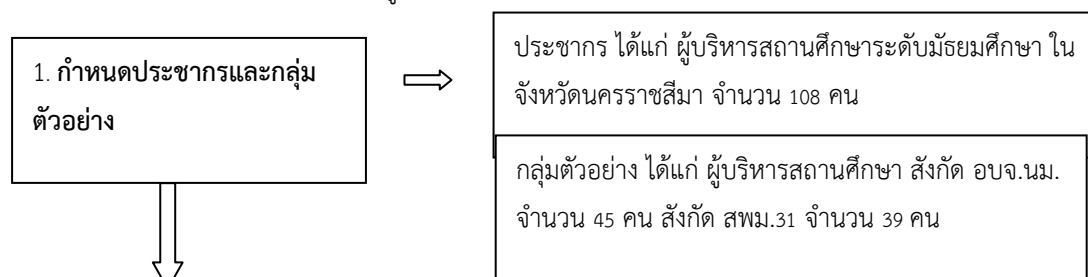 1. กำหนดประชากรและกลุ่ม
ตัวอย่าง
ประชากร ได้แก่ ผู้บริหารสถานศึกษาระดับมัธยมศึกษา ใน
จังหวัดนครราชสีมา จำนวน 108 คน
กลุ่มตัวอย่าง ได้แก่ ผู้บริหารสถานศึกษา สังกัด อบจ.นม.
จำนวน 45 คน สังกัด สพม.31 จำนวน 39 คน